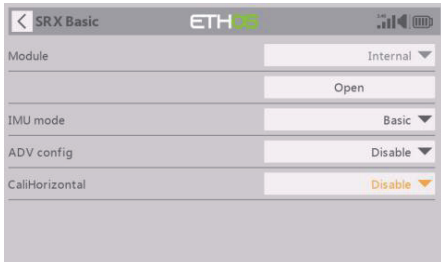 SRX Basic
ETHOS
Module
Internal
Open
IMU mode
Basic
ADV config
Disable
CaliHorizontal
Disable